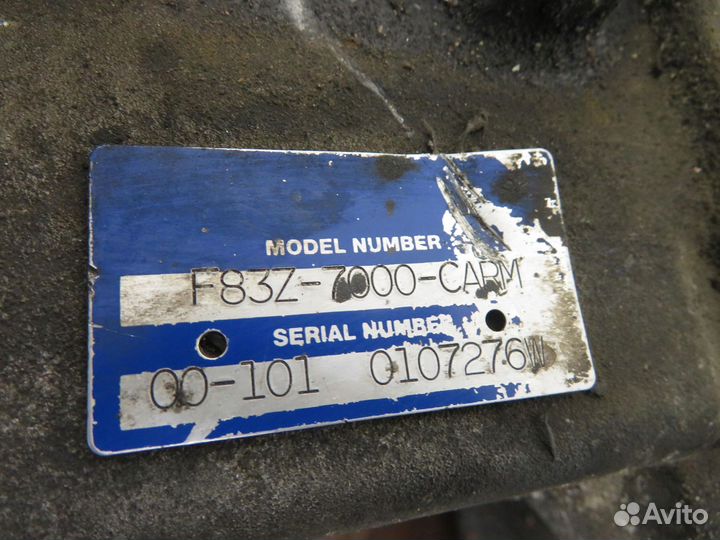 MODEL NUMBER
F83Z-7000-CARM
SERIAL NUMBER
00-101 0107276W
Avito